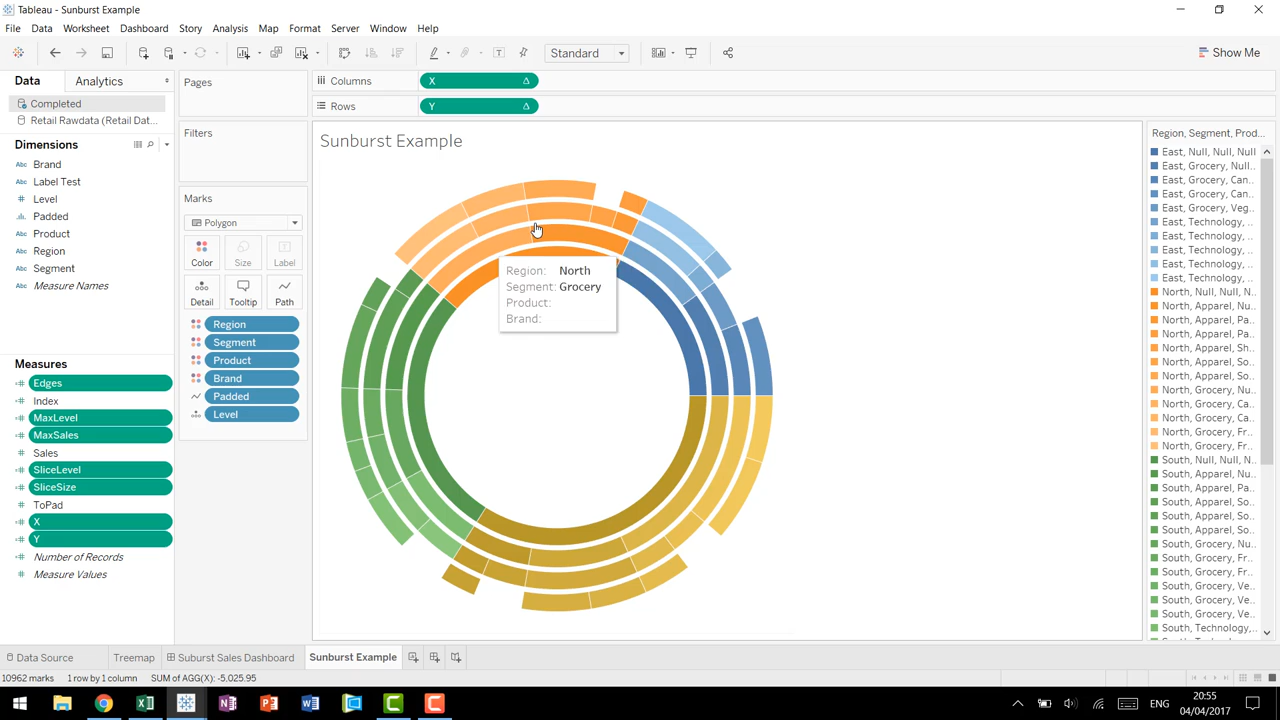 Tableau - Sunburst Example
File Data Worksheet Dashboard Story Analysis Map Format Server Window Help
Standard
Show Me
Data Analytics
Completed
Retail Rawdata (Retail Dat...
Dimensions
Abc Brand
Abc Label Test
# Level
Padded
Abc Product
Abc Region
Abc Segment
Abc Measure Names
Measures
Edges
Index
MaxLevel
MaxSales
Sales
SliceLevel
SliceSize
ToPad
X
Y
Number of Records
Measure Values
Pages
Filters
Marks
Polygon
Color Size Label
Detail Tooltip Path
Region
Segment
Product
Brand
Padded
Level
Columns X
Rows Y
Sunburst Example
Region: North
Segment: Grocery
Product:
Brand:
Region, Segment, Prod...
East, Null, Null, Null
East, Grocery, Null..
East, Grocery, Can..
East, Grocery, Veg..
East, Technology, ..
East, Technology, ..
East, Technology, ..
East, Technology, ..
East, Technology, ..
North, Null, Null, N..
North, Apparel, Nu..
North, Apparel, Pa..
North, Apparel, Pa..
North, Apparel, Sh..
North, Apparel, So..
North, Apparel, So..
North, Grocery, Nu..
North, Grocery, Ca..
North, Grocery, Ca..
North, Grocery, Fr..
North, Grocery, Fr..
South, Null, Null, N..
South, Apparel, Nu..
South, Apparel, Pa..
South, Apparel, So..
South, Apparel, So..
South, Grocery, Nu..
South, Grocery, Fr..
South, Grocery, Fr..
South, Grocery, Ve..
South, Grocery, Ve..
South, Technology,..
Data Source Treemap Suburst Sales Dashboard Sunburst Example
10962 marks 1 row by 1 column SUM of AGG(X): -5,025.95
ENG
20:55
04/04/2017